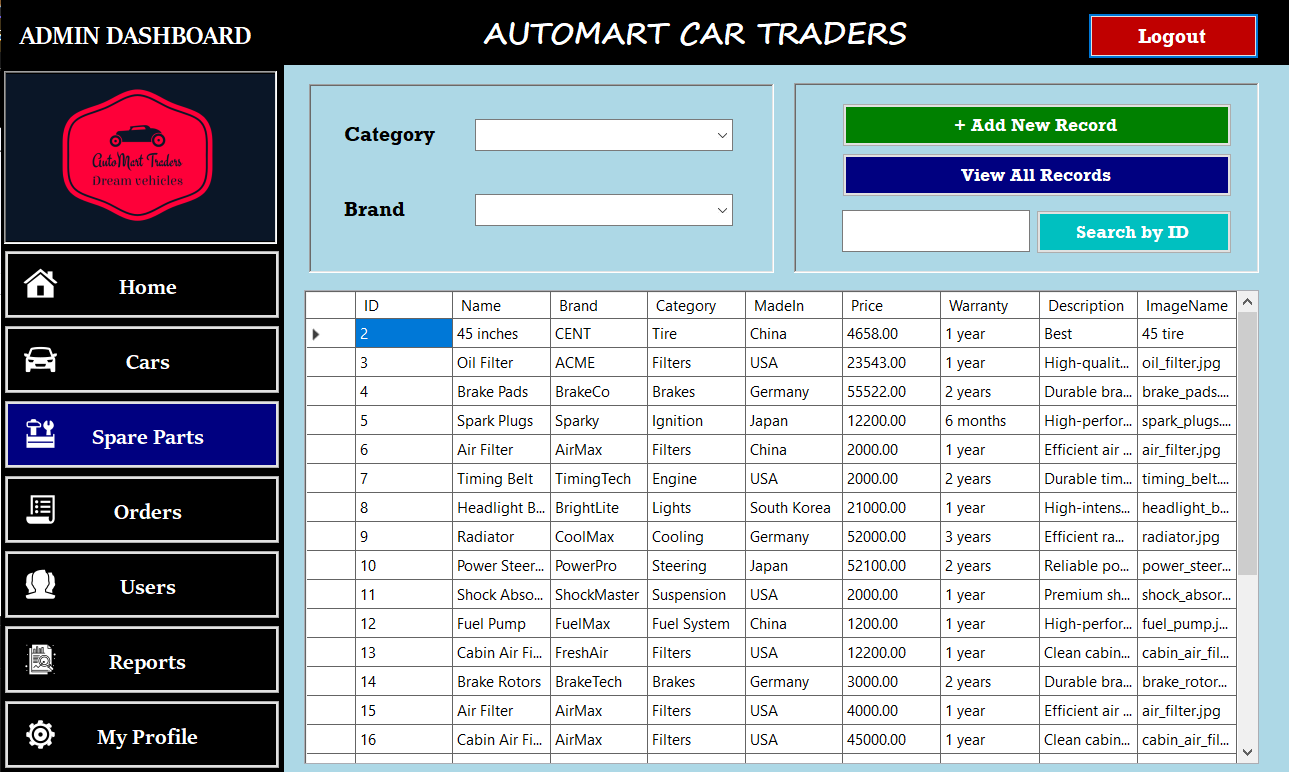 ADMIN DASHBOARD
AUTOMART CAR TRADERS
Logout
AutoMart Traders
Dream vehicles
Home
Cars
Spare Parts
Orders
Users
Reports
My Profile
Category
Brand
+ Add New Record
View All Records
Search by ID
ID Name Brand Category MadeIn Price Warranty Description ImageName
2 45 inches CENT Tire China 4658.00 1 year Best 45 tire
3 Oil Filter ACME Filters USA 23543.00 1 year High-qualit... oil_filter.jpg
4 Brake Pads BrakeCo Brakes Germany 55522.00 2 years Durable bra... brake_pads....
5 Spark Plugs Sparky Ignition Japan 12200.00 6 months High-perfor... spark_plugs....
6 Air Filter AirMax Filters China 2000.00 1 year Efficient air ... air_filter.jpg
7 Timing Belt TimingTech Engine USA 2000.00 2 years Durable tim... timing_belt....
8 Headlight B... BrightLite Lights South Korea 21000.00 1 year High-intens... headlight_b...
9 Radiator CoolMax Cooling Germany 52000.00 3 years Efficient ra... radiator.jpg
10 Power Steer... PowerPro Steering Japan 52100.00 2 years Reliable po... power_steer...
11 Shock Abso... ShockMaster Suspension USA 2000.00 1 year Premium sh... shock_absor...
12 Fuel Pump FuelMax Fuel System China 1200.00 1 year High-perfor... fuel_pump.j...
13 Cabin Air Fi... FreshAir Filters USA 12200.00 1 year Clean cabin... cabin_air_fil...
14 Brake Rotors BrakeTech Brakes Germany 3000.00 2 years Durable bra... brake_rotor...
15 Air Filter AirMax Filters USA 4000.00 1 year Efficient air ... air_filter.jpg
16 Cabin Air Fi... AirMax Filters USA 45000.00 1 year Clean cabin... cabin_air_fil...